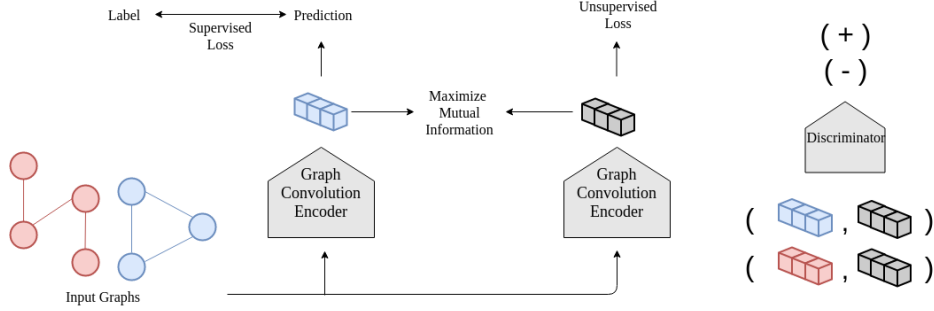 Label
Prediction
Supervised
Loss
Unsupervised
Loss
Maximize
Mutual
Information
Graph
Convolution
Encoder
Graph
Convolution
Encoder
Input Graphs
( + )
( - )
Discriminator
( , )
( , )